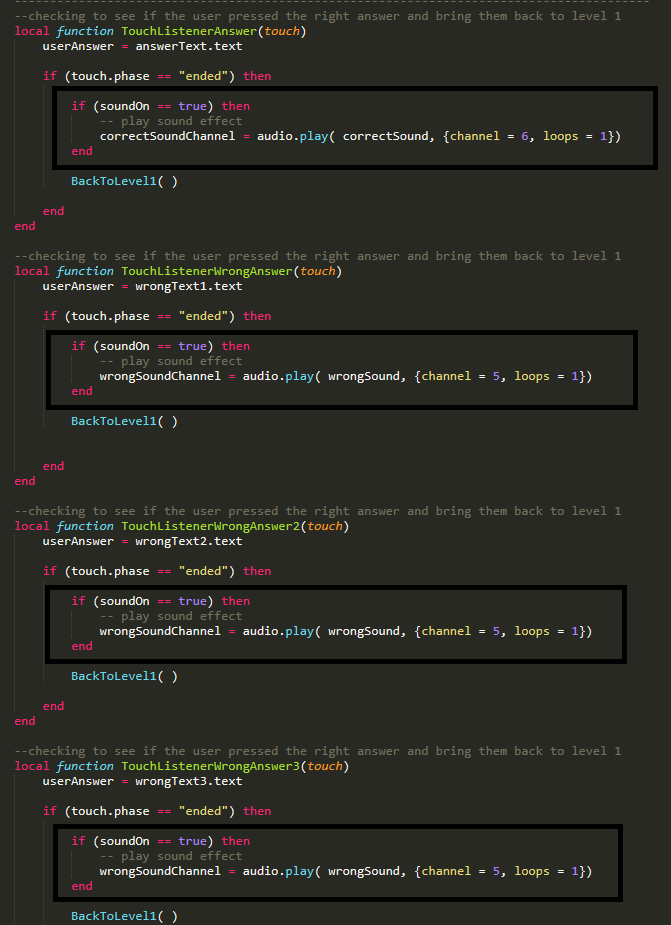 --checking to see if the user pressed the right answer and bring them back to level 1
local function TouchListenerAnswer(touch)
userAnswer = answerText.text
if (touch.phase == "ended") then
if (soundOn == true) then
-- play sound effect
correctSoundChannel = audio.play( correctSound, {channel = 6, loops = 1})
end
BackToLevel1( )
end
end
--checking to see if the user pressed the right answer and bring them back to level 1
local function TouchListenerWrongAnswer(touch)
userAnswer = wrongText1.text
if (touch.phase == "ended") then
if (soundOn == true) then
-- play sound effect
wrongSoundChannel = audio.play( wrongSound, {channel = 5, loops = 1})
end
BackToLevel1( )
end
end
--checking to see if the user pressed the right answer and bring them back to level 1
local function TouchListenerWrongAnswer2(touch)
userAnswer = wrongText2.text
if (touch.phase == "ended") then
if (soundOn == true) then
-- play sound effect
wrongSoundChannel = audio.play( wrongSound, {channel = 5, loops = 1})
end
BackToLevel1( )
end
end
--checking to see if the user pressed the right answer and bring them back to level 1
local function TouchListenerWrongAnswer3(touch)
userAnswer = wrongText3.text
if (touch.phase == "ended") then
if (soundOn == true) then
-- play sound effect
wrongSoundChannel = audio.play( wrongSound, {channel = 5, loops = 1})
end
BackToLevel1( )